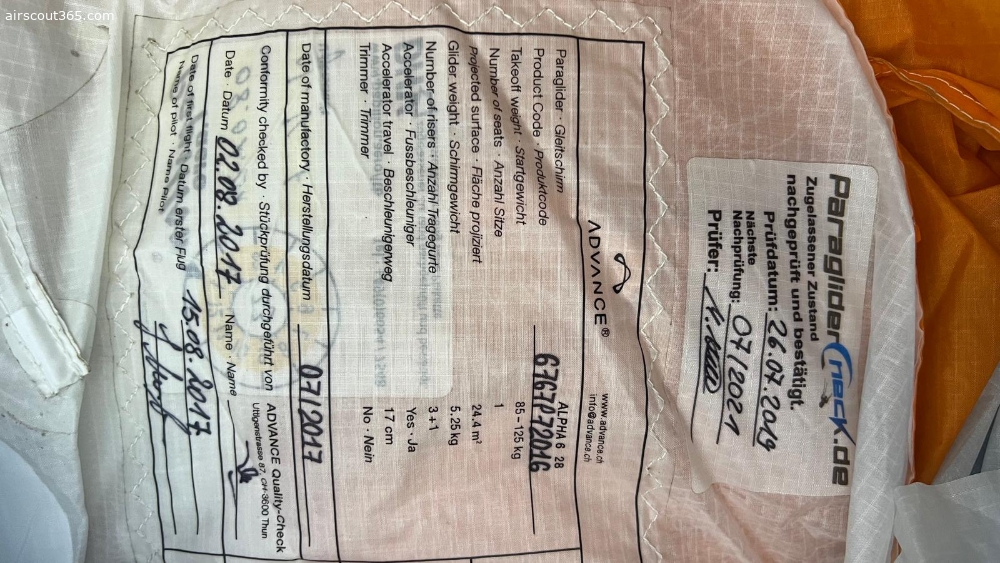 airscout365.com
Paraglider check.de
Zugelassener Zustand
nachgeprüft und bestätigt.
Prüfdatum: 26.07.2019
Nächste
Nachprüfung: 07/2021
Prüfer:
ADVANCE®
www.advance.ch
info@advance.ch
Paraglider · Gleitschirm ALPHA 6 28
Product Code · Produktcode 6767P72016
Takeoff weight · Startgewicht 85-125 kg
Number of seats · Anzahl Sitze 1
Projected surface · Fläche projiziert 24.4 m²
Glider weight · Schirmgewicht 5.25 kg
Number of risers · Anzahl Tragegurte 3+1
Accelerator · Fussbeschleuniger Yes · Ja
Accelerator travel · Beschleunigerweg 17 cm
Trimmer · Trimmer No · Nein
Date of manufactory · Herstellungsdatum 07/2017
Conformity checked by · Stückprüfung durchgeführt von ADVANCE Quality-Check
Uttigenstrasse 87, CH-3600 Thun
Date · Datum 02.08.2017 Name · Name
Date of first flight · Datum erster Flug 15.08.2017
Name of pilot · Name Pilot